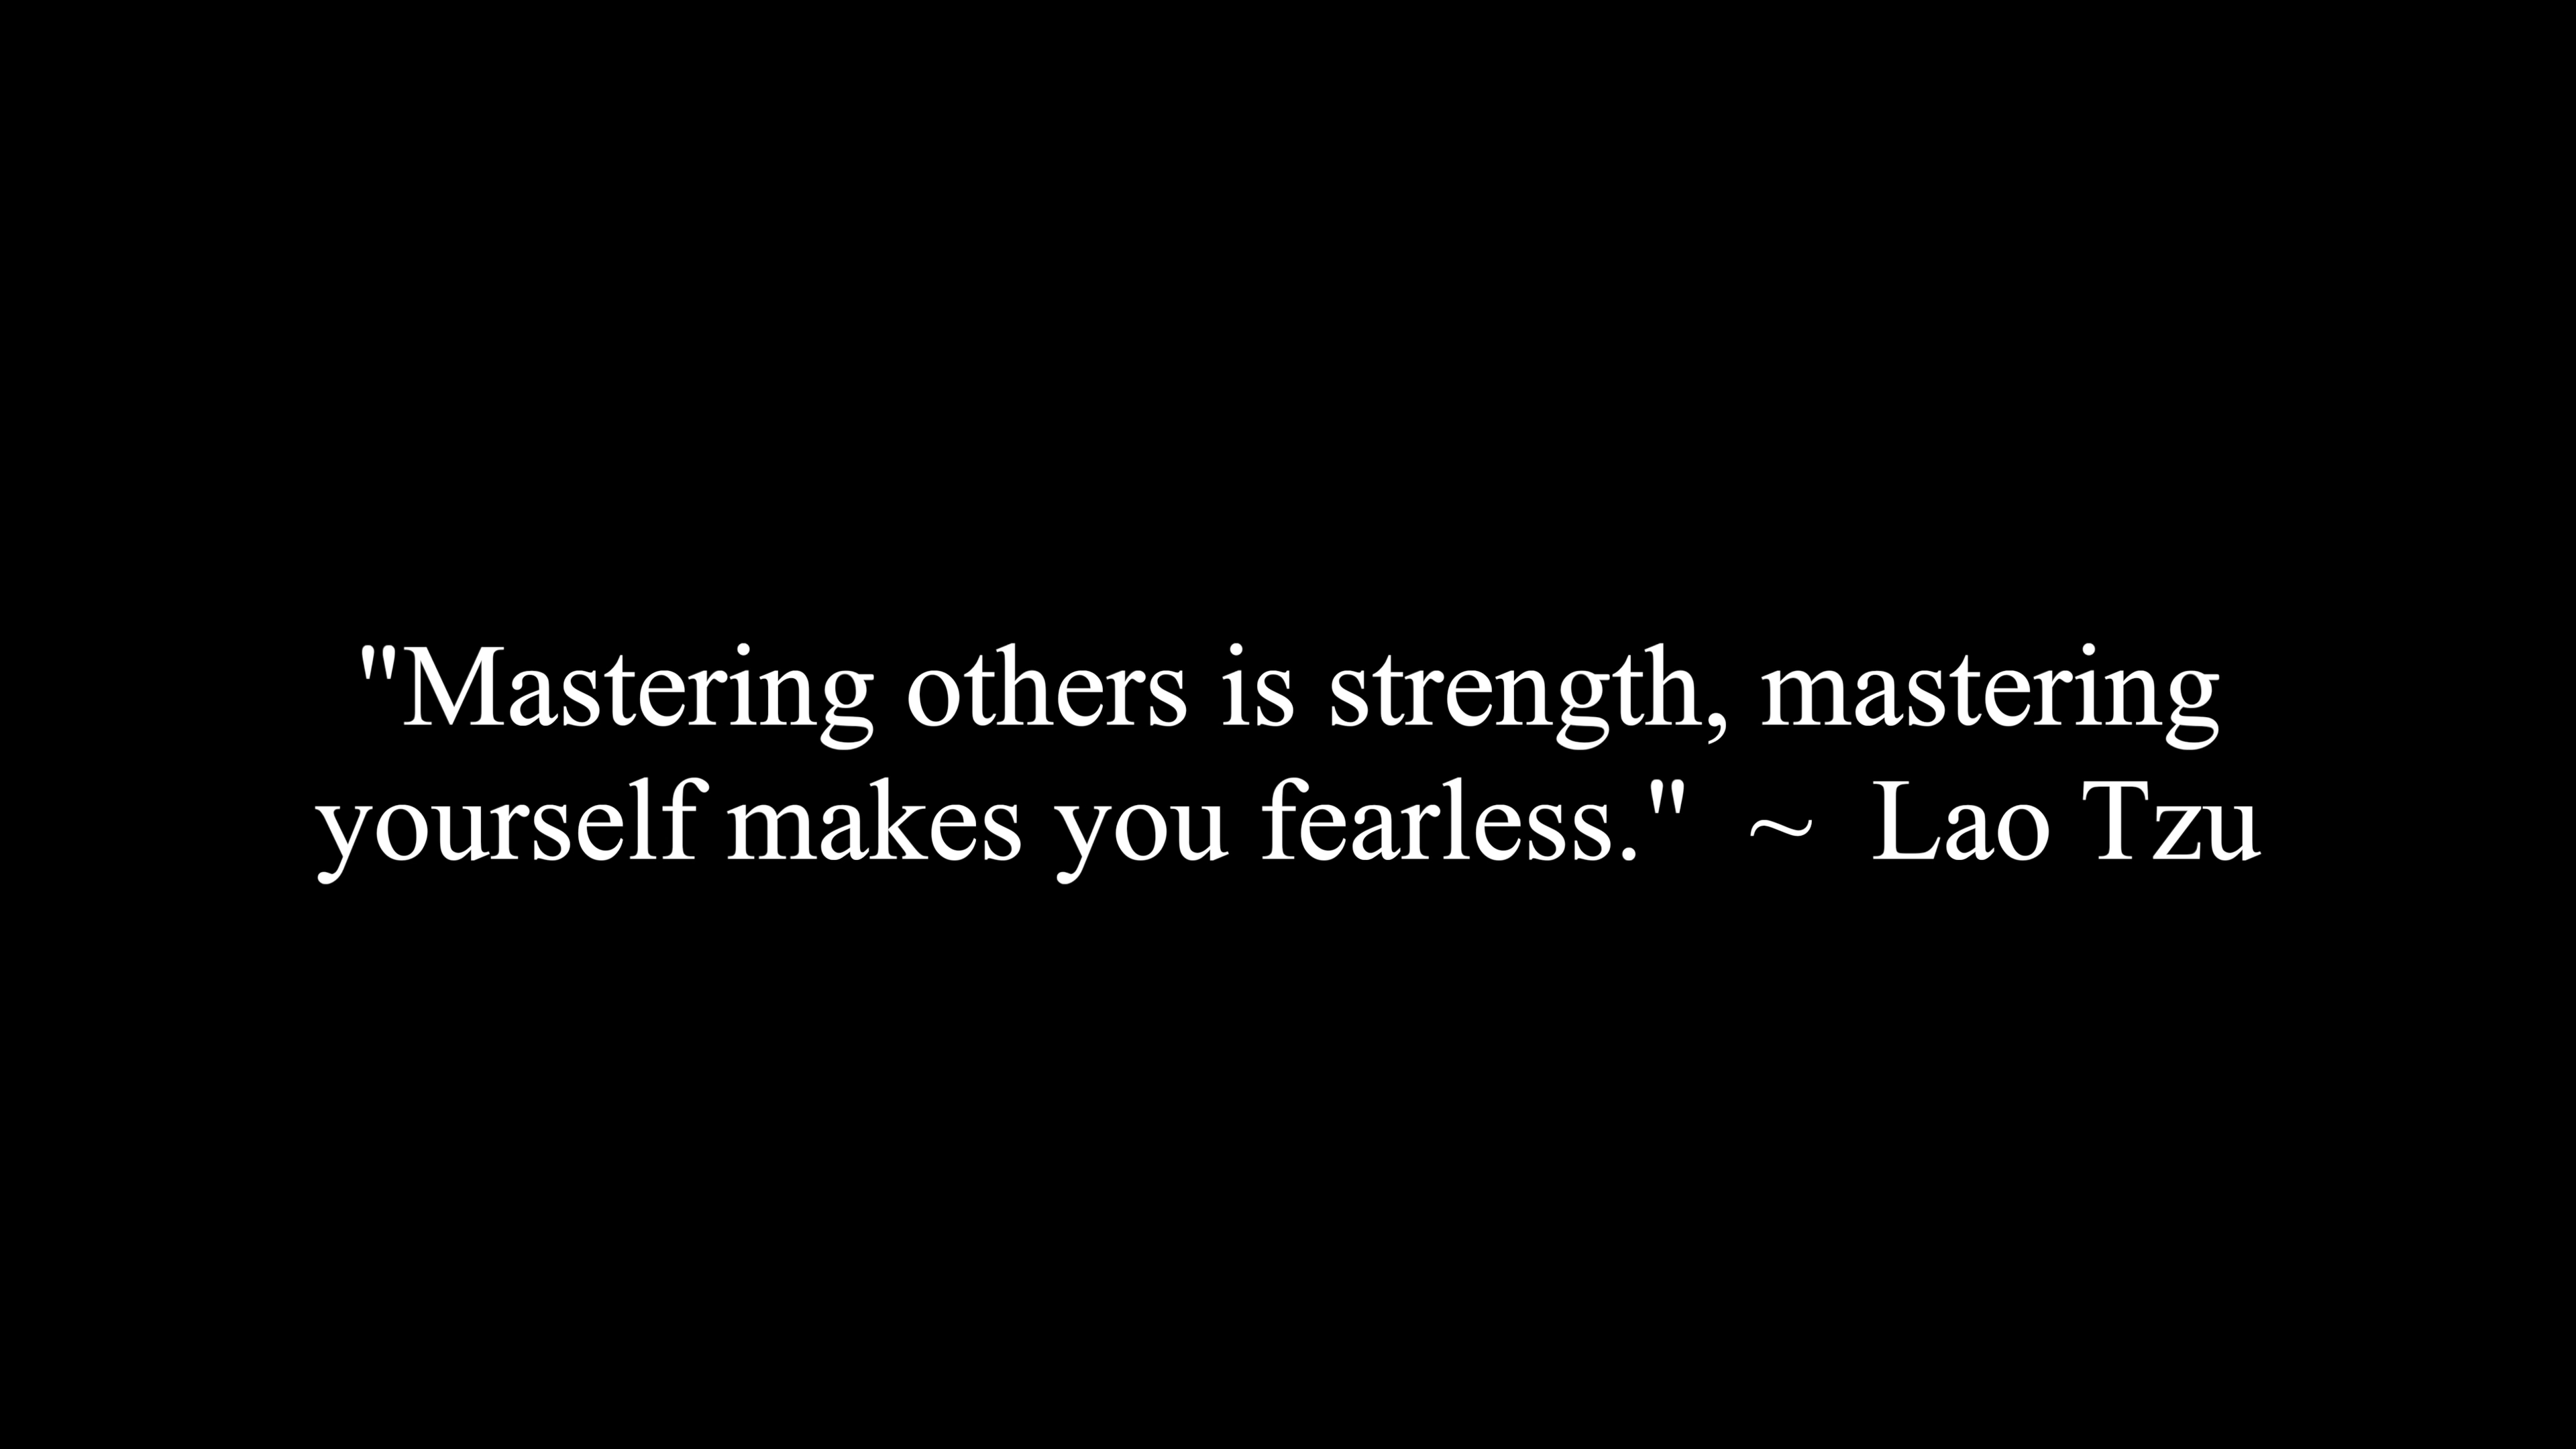 "Mastering others is strength, mastering
yourself makes you fearless."  ~  Lao Tzu